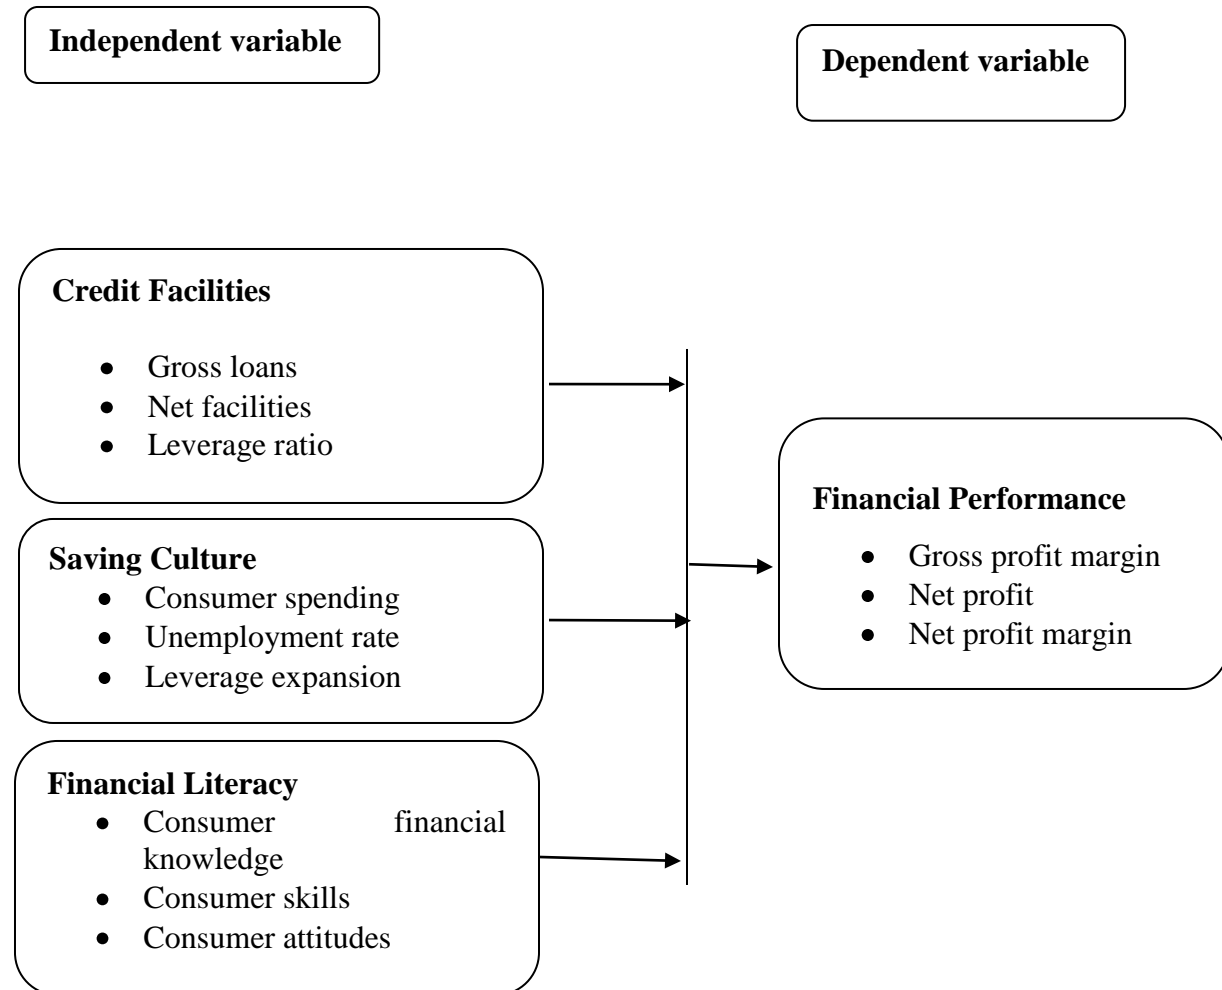 Independent variable
Dependent variable
Credit Facilities
● Gross loans
● Net facilities
● Leverage ratio
Saving Culture
● Consumer spending
● Unemployment rate
● Leverage expansion
Financial Literacy
● Consumer financial
knowledge
● Consumer skills
● Consumer attitudes
Financial Performance
● Gross profit margin
● Net profit
● Net profit margin